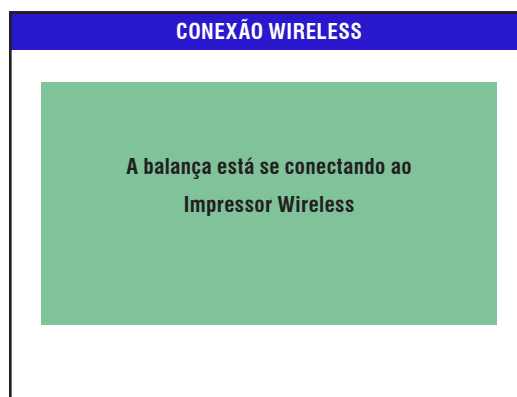 CONEXÃO WIRELESS
A balança está se conectando ao
Impressor Wireless